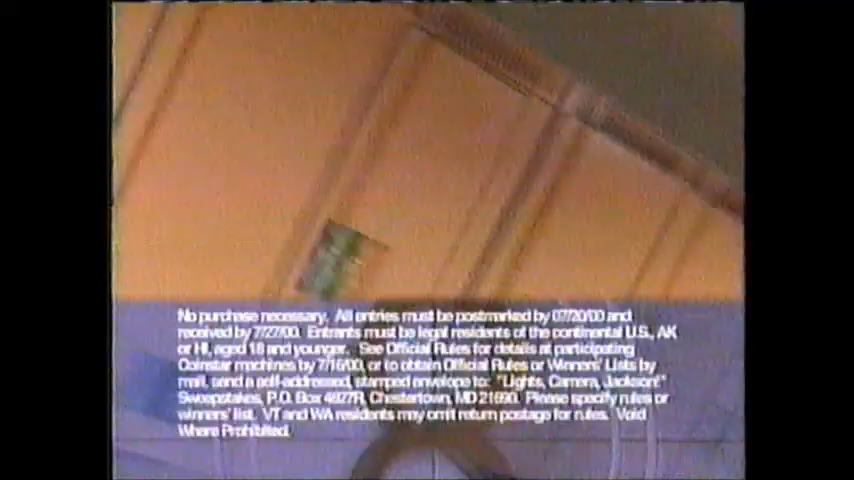 No purchase necessary. All entries must be postmarked by 07/20/00 and
received by 7/27/00. Entrants must be legal residents of the continental U.S., AK
or HI, aged 18 and younger. See Official Rules for details at participating
Coinstar machines by 7/16/00, or to obtain Official Rules or Winners' Lists by
mail, send a self-addressed, stamped envelope to: "Lights, Camera, Jackson!"
Sweepstakes, P.O. Box 4827R, Chestertown, MD 21690. Please specify rules or
winners' list. VT and WA residents may omit return postage for rules. Void
Where Prohibited.